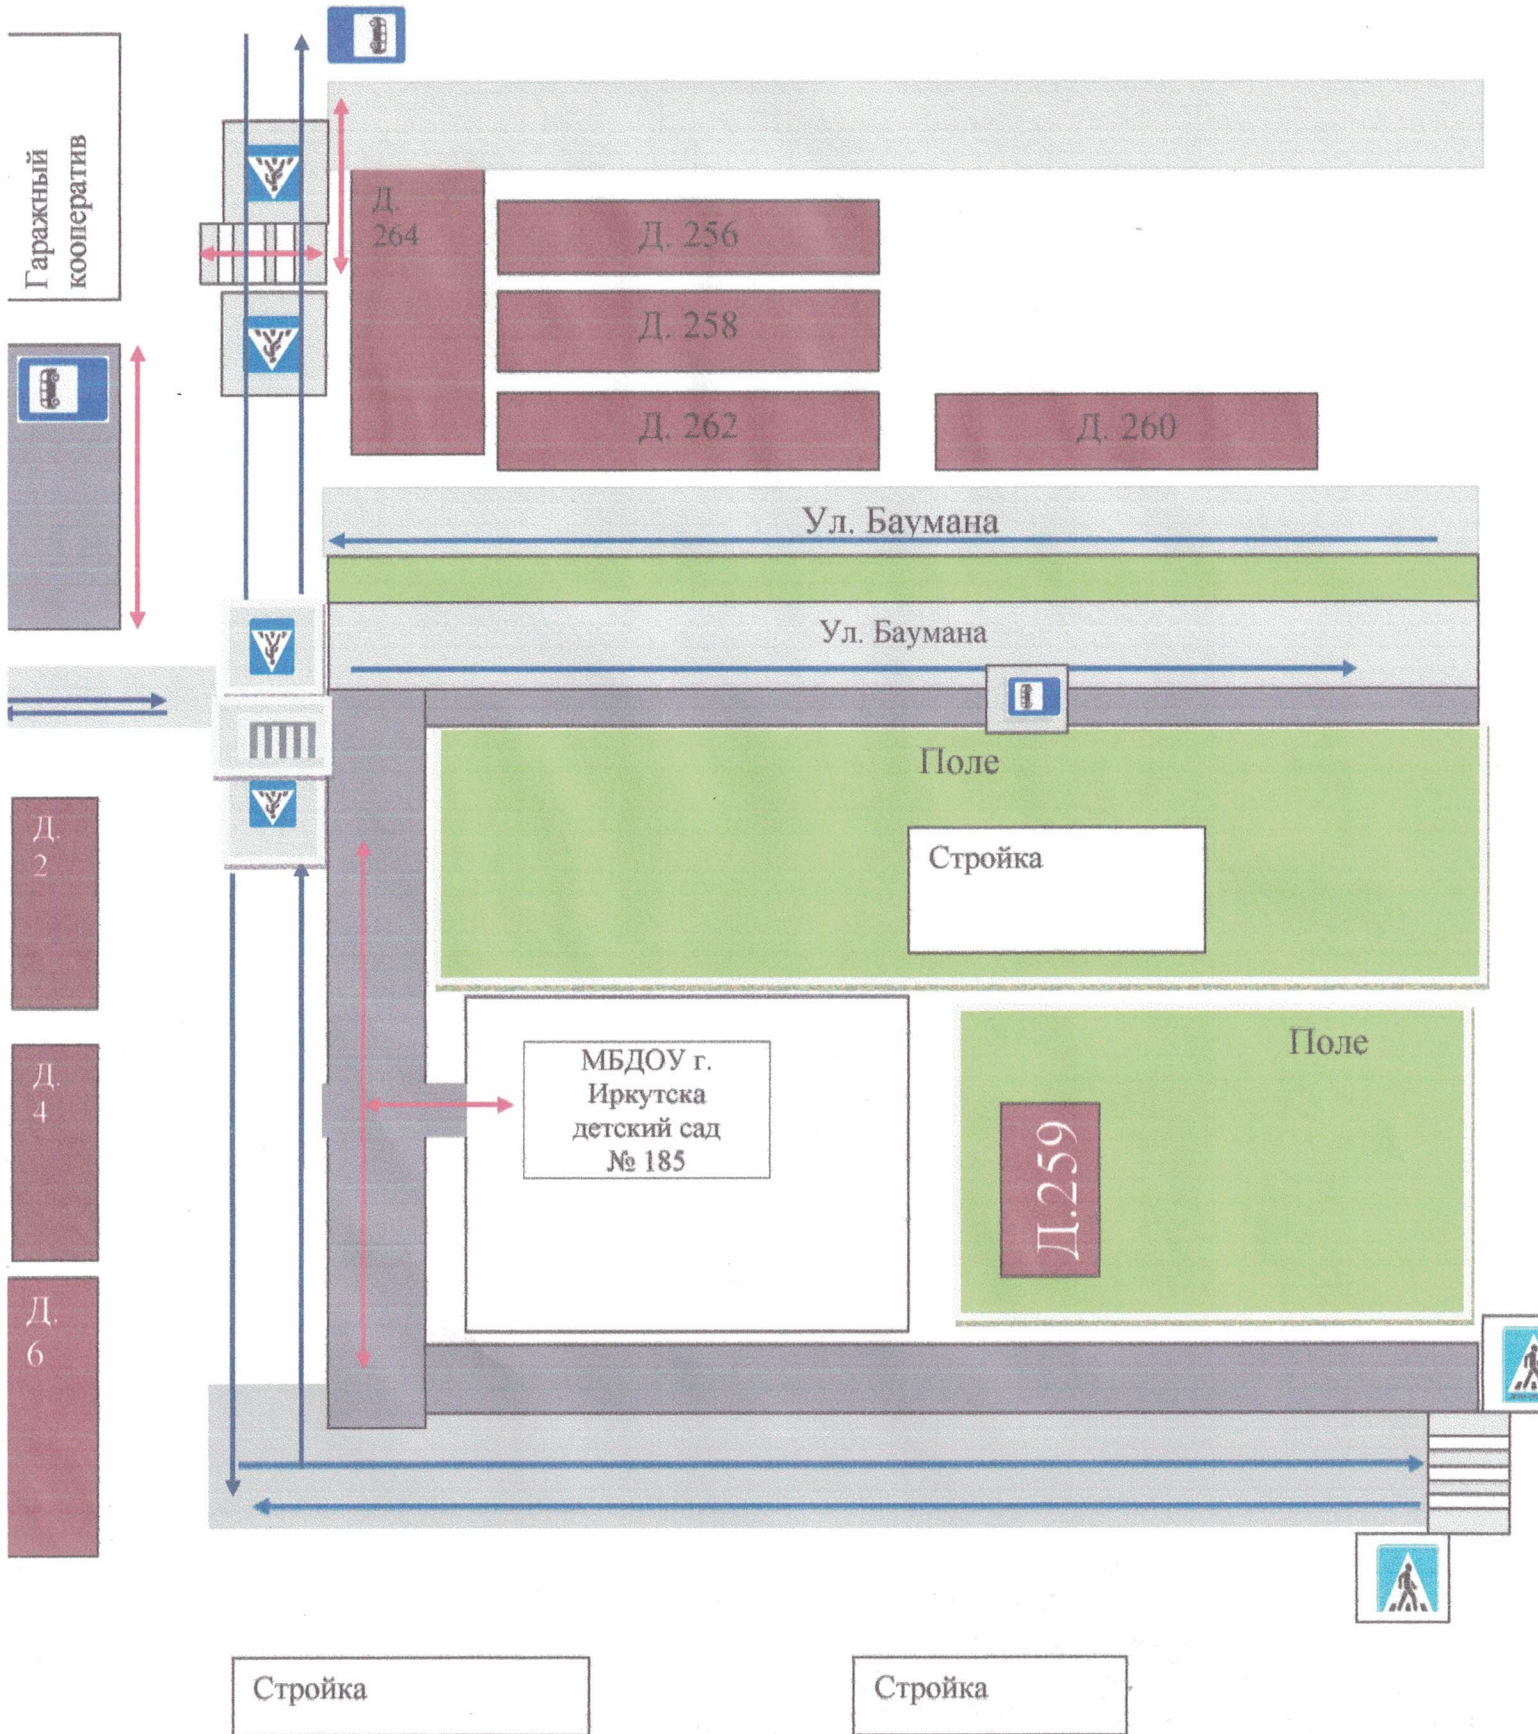 Гаражный
кооператив
Д.
264
Д. 256
Д. 258
Д. 262
Д. 260
Ул. Баумана
Ул. Баумана
Поле
Стройка
Д.
2
Д.
4
Д.
6
МБДОУ г.
Иркутска
детский сад
№ 185
Поле
Д.259
Стройка
Стройка